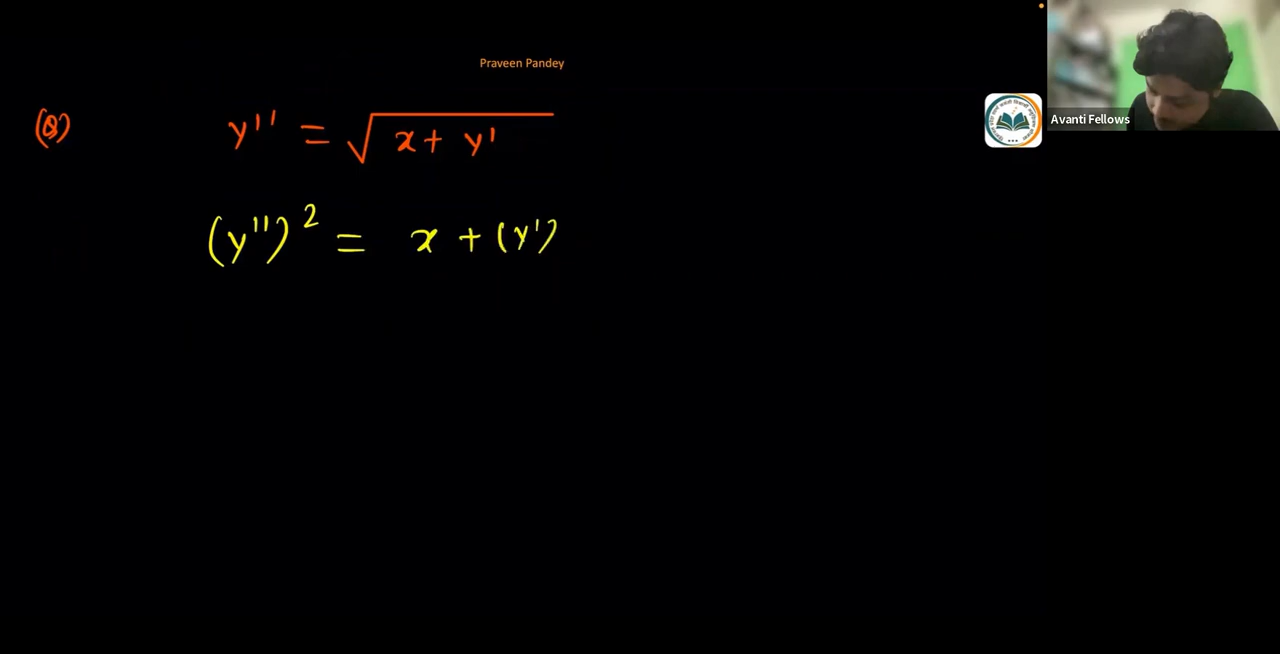 Praveen Pandey
(Q) y'' = √(x + y')
Avanti Fellows
(y'')² = x + (y')